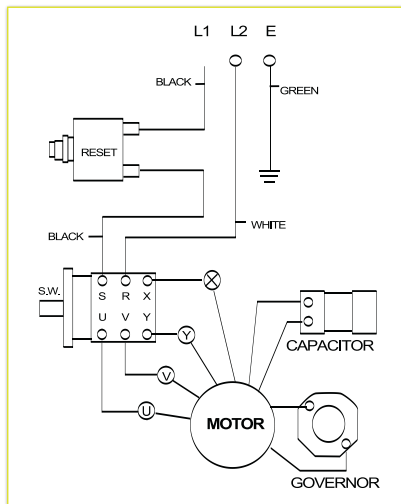 L1 L2 E
BLACK
GREEN
RESET
WHITE
BLACK
S.W.
S R X
U V Y
X
Y
V
U
CAPACITOR
MOTOR
GOVERNOR